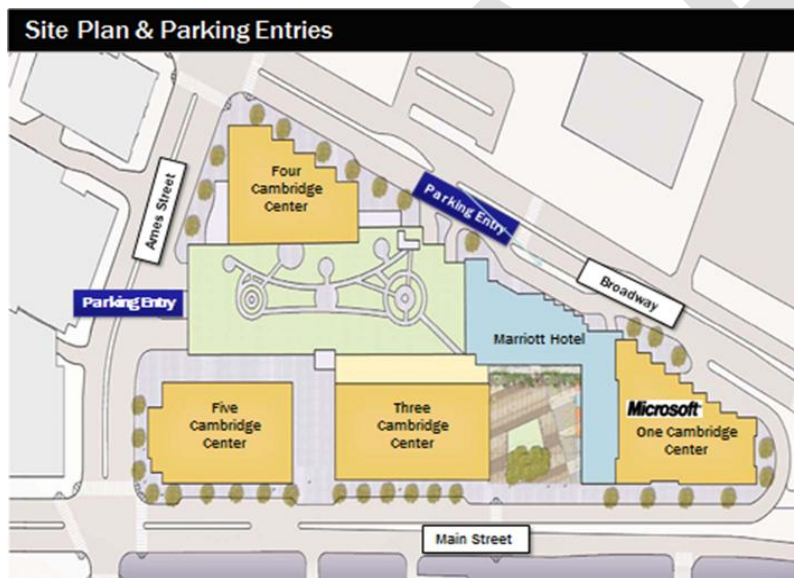 Site Plan & Parking Entries
Four
Cambridge
Center
Ames Street
Parking Entry
Parking Entry
Broadway
Marriott Hotel
Five
Cambridge
Center
Three
Cambridge
Center
Microsoft
One Cambridge
Center
Main Street